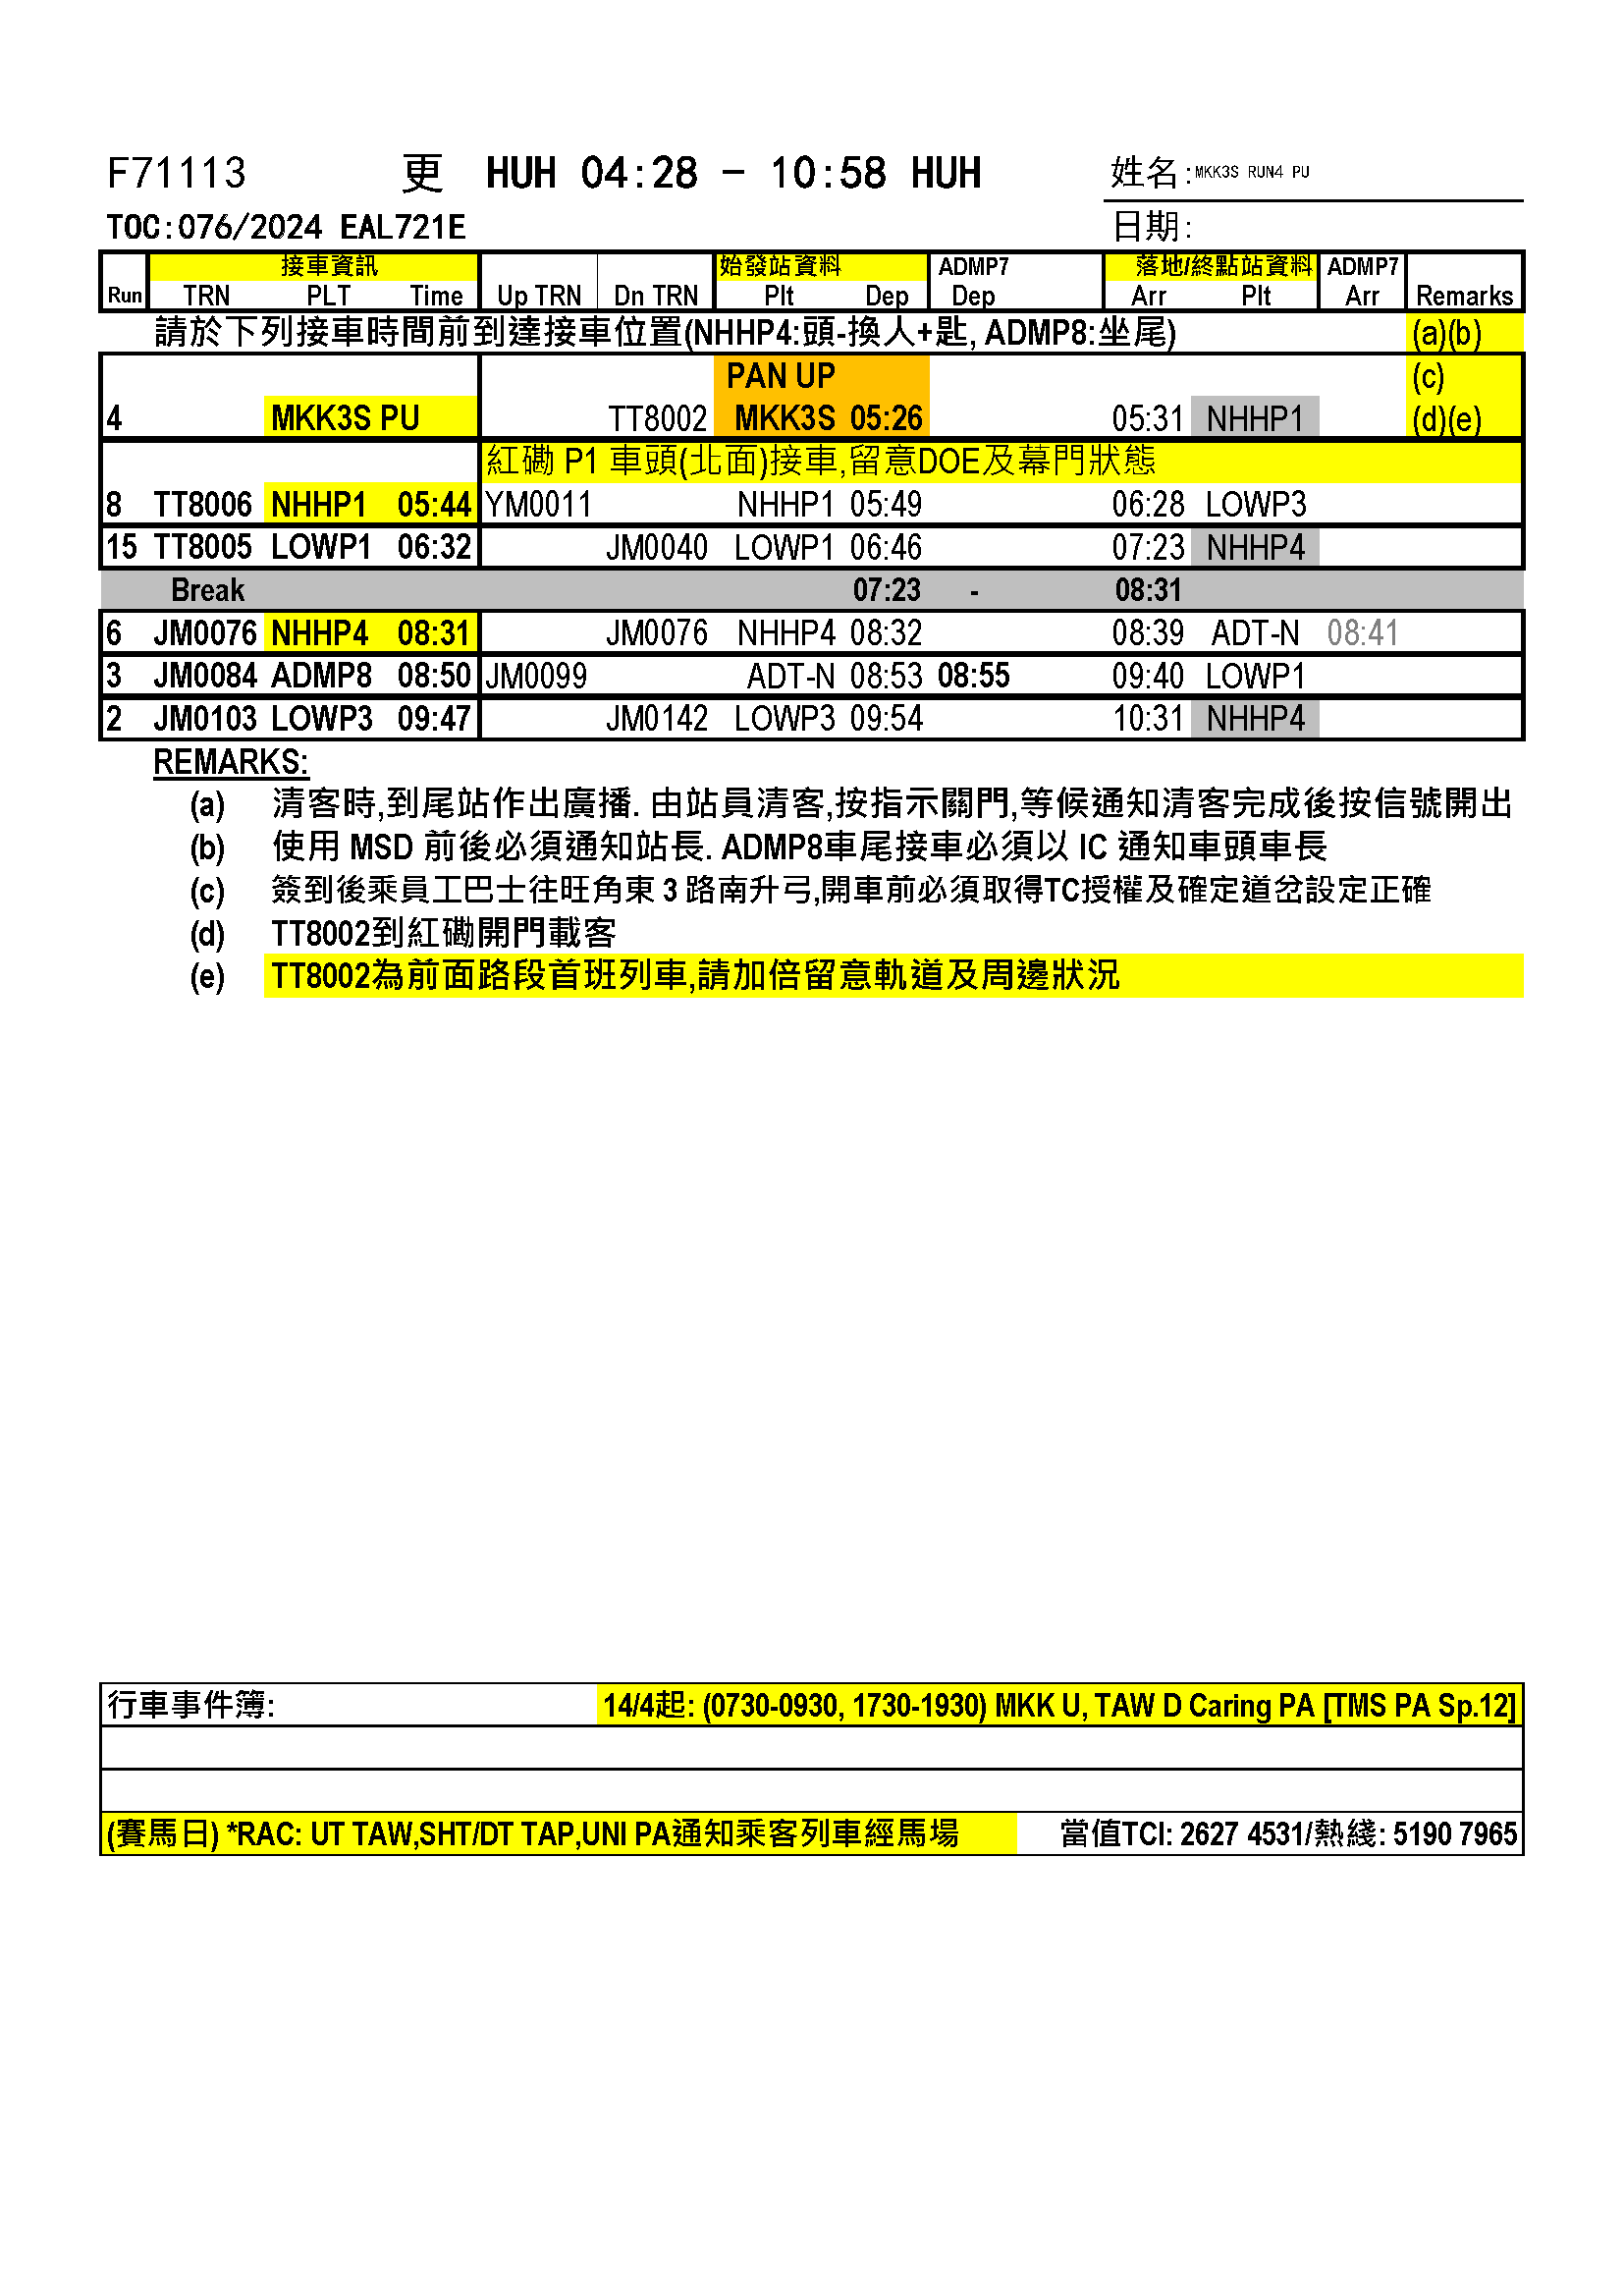 F71113 更 HUH 04:28 - 10:58 HUH 姓名:MKK3S RUN4 PU
TOC:076/2024 EAL721E 日期:
接車資訊 始發站資料 ADMP7 落地/終點站資料 ADMP7
Run TRN PLT Time Up TRN Dn TRN Plt Dep Dep Arr Plt Arr Remarks
請於下列接車時間前到達接車位置(NHHP4:頭-換人+匙, ADMP8:坐尾) (a)(b)
PAN UP (c)
4 MKK3S PU TT8002 MKK3S 05:26 05:31 NHHP1 (d)(e)
紅磡 P1 車頭(北面)接車,留意DOE及幕門狀態
8 TT8006 NHHP1 05:44 YM0011 NHHP1 05:49 06:28 LOWP3
15 TT8005 LOWP1 06:32 JM0040 LOWP1 06:46 07:23 NHHP4
Break 07:23 - 08:31
6 JM0076 NHHP4 08:31 JM0076 NHHP4 08:32 08:39 ADT-N 08:41
3 JM0084 ADMP8 08:50 JM0099 ADT-N 08:53 08:55 09:40 LOWP1
2 JM0103 LOWP3 09:47 JM0142 LOWP3 09:54 10:31 NHHP4
REMARKS:
(a) 清客時,到尾站作出廣播. 由站員清客,按指示關門,等候通知清客完成後按信號開出
(b) 使用 MSD 前後必須通知站長. ADMP8車尾接車必須以 IC 通知車頭車長
(c) 簽到後乘員工巴士往旺角東 3 路南升弓,開車前必須取得TC授權及確定道岔設定正確
(d) TT8002到紅磡開門載客
(e) TT8002為前面路段首班列車,請加倍留意軌道及周邊狀況
行車事件簿: 14/4起: (0730-0930, 1730-1930) MKK U, TAW D Caring PA [TMS PA Sp.12]
(賽馬日) *RAC: UT TAW,SHT/DT TAP,UNI PA通知乘客列車經馬場 當值TCI: 2627 4531/熱綫: 5190 7965